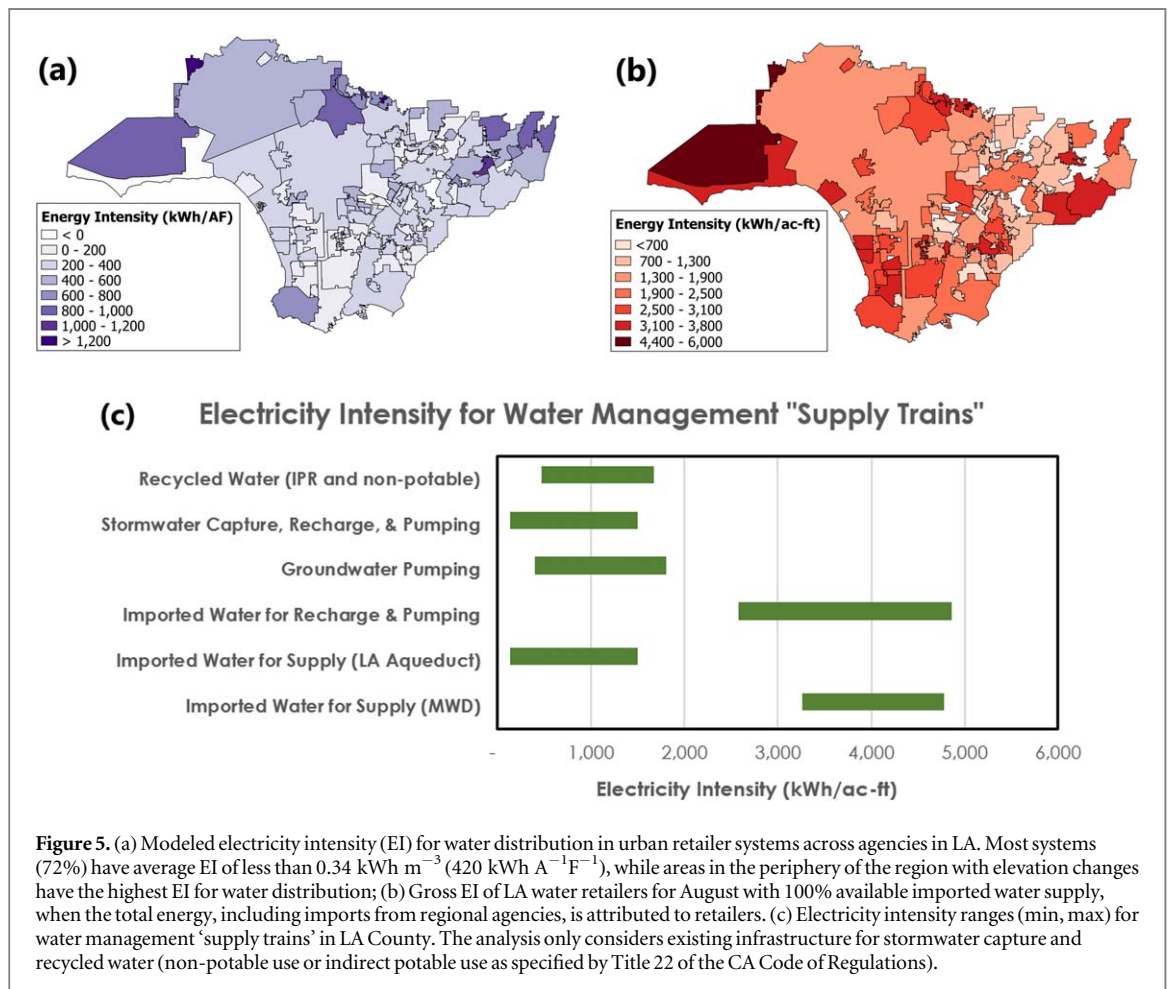 (a)
Energy Intensity (kWh/AF)
< 0
0 - 200
200 - 400
400 - 600
600 - 800
800 - 1,000
1,000 - 1,200
> 1,200
(b)
Energy Intensity (kWh/ac-ft)
<700
700 - 1,300
1,300 - 1,900
1,900 - 2,500
2,500 - 3,100
3,100 - 3,800
4,400 - 6,000
(c) Electricity Intensity for Water Management "Supply Trains"
Recycled Water (IPR and non-potable)
Stormwater Capture, Recharge, & Pumping
Groundwater Pumping
Imported Water for Recharge & Pumping
Imported Water for Supply (LA Aqueduct)
Imported Water for Supply (MWD)
- 1,000 2,000 3,000 4,000 5,000 6,000
Electricity Intensity (kWh/ac-ft)
Figure 5. (a) Modeled electricity intensity (EI) for water distribution in urban retailer systems across agencies in LA. Most systems
(72%) have average EI of less than 0.34 kWh m⁻³ (420 kWh A⁻¹F⁻¹), while areas in the periphery of the region with elevation changes
have the highest EI for water distribution; (b) Gross EI of LA water retailers for August with 100% available imported water supply,
when the total energy, including imports from regional agencies, is attributed to retailers. (c) Electricity intensity ranges (min, max) for
water management ‘supply trains’ in LA County. The analysis only considers existing infrastructure for stormwater capture and
recycled water (non-potable use or indirect potable use as specified by Title 22 of the CA Code of Regulations).